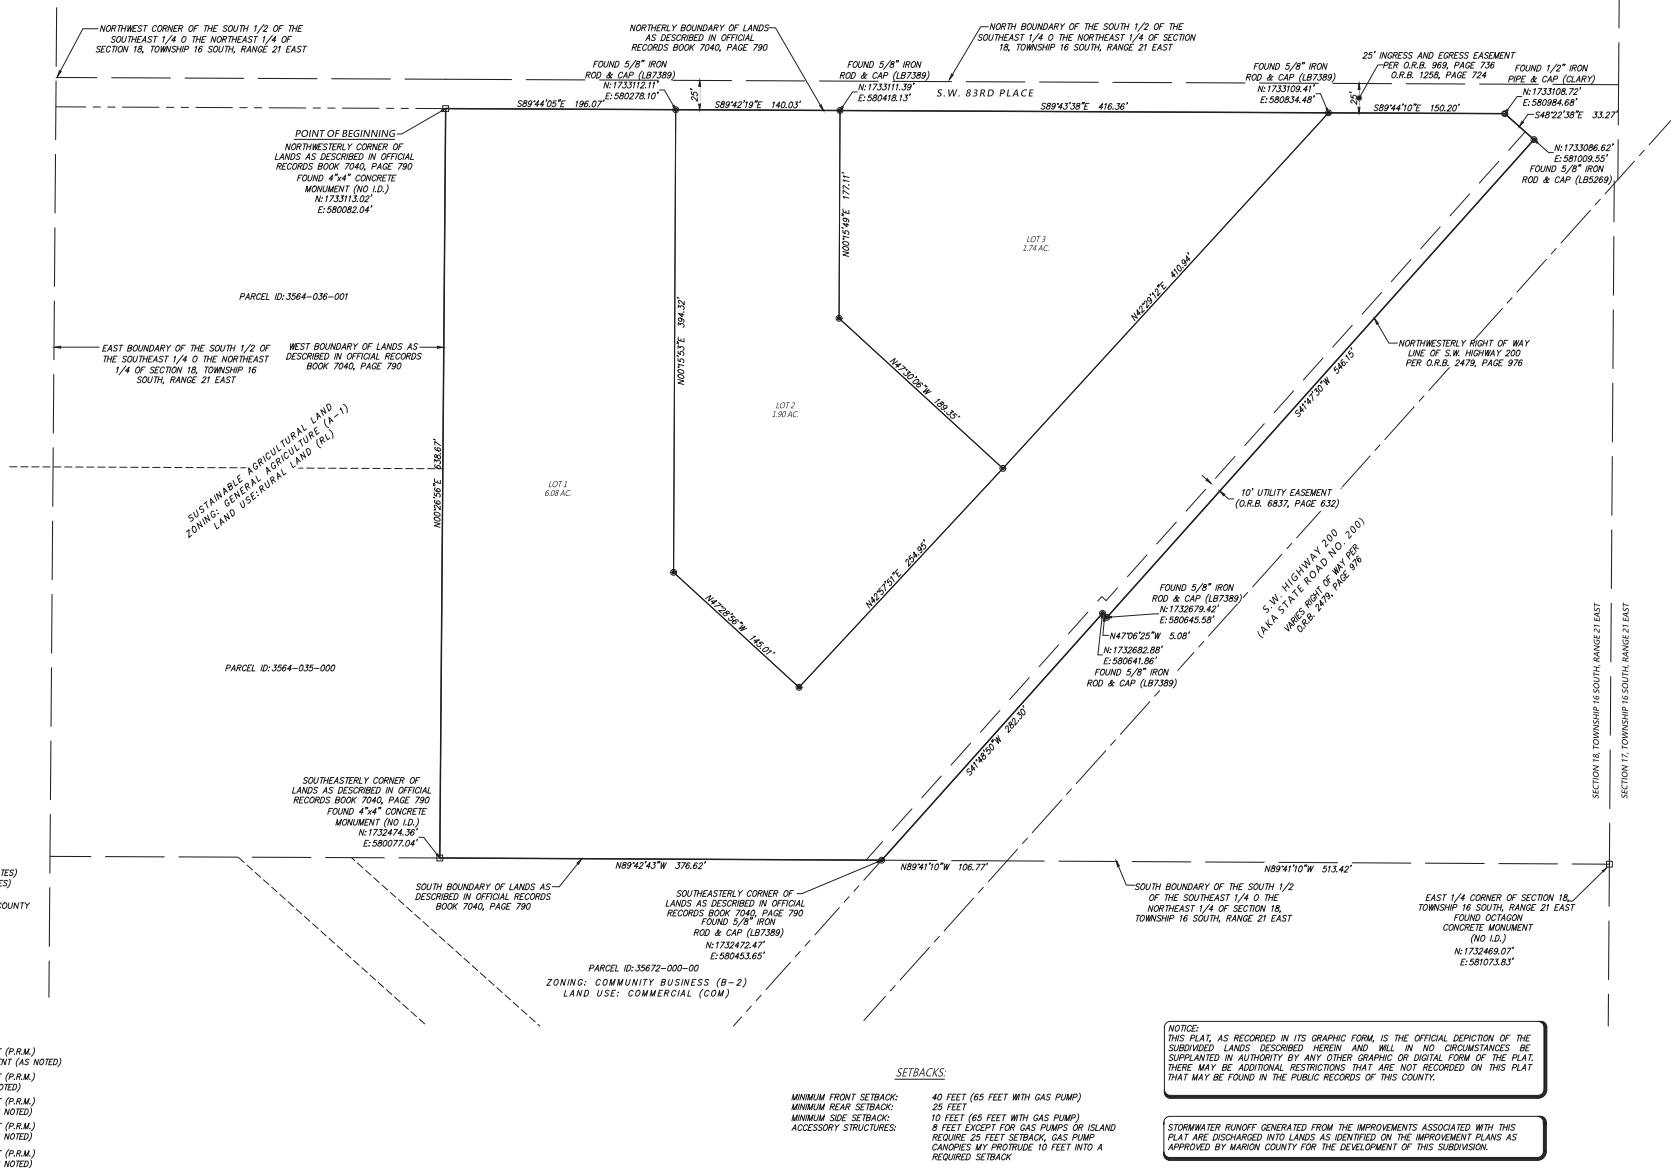 NORTHWEST CORNER OF THE SOUTH 1/2 OF THE
SOUTHEAST 1/4 O THE NORTHEAST 1/4 OF
SECTION 18, TOWNSHIP 16 SOUTH, RANGE 21 EAST
NORTHERLY BOUNDARY OF LANDS
AS DESCRIBED IN OFFICIAL
RECORDS BOOK 7040, PAGE 790
NORTH BOUNDARY OF THE SOUTH 1/2 OF THE
SOUTHEAST 1/4 O THE NORTHEAST 1/4 OF SECTION
18, TOWNSHIP 16 SOUTH, RANGE 21 EAST
25' INGRESS AND EGRESS EASEMENT
PER O.R.B. 969, PAGE 736
O.R.B. 1258, PAGE 724
FOUND 5/8" IRON
ROD & CAP (LB7389)
N:1733112.11'
E:580278.10'
25'
FOUND 5/8" IRON
ROD & CAP (LB7389)
N:1733111.39'
E:580418.13'
S.W. 83RD PLACE
FOUND 5/8" IRON
ROD & CAP (LB7389)
N:1733109.41'
E:580834.48'
25'
FOUND 1/2" IRON
PIPE & CAP (CLARY)
N:1733108.72'
E:580984.68'
S89°44'05"E 196.07'
S89°42'19"E 140.03'
S89°43'38"E 416.36'
S89°44'10"E 150.20'
S48°22'38"E 33.27'
POINT OF BEGINNING
NORTHWESTERLY CORNER OF
LANDS AS DESCRIBED IN OFFICIAL
RECORDS BOOK 7040, PAGE 790
FOUND 4"x4" CONCRETE
MONUMENT (NO I.D.)
N:1733113.02'
E:580082.04'
N:1733086.62'
E:581009.55'
FOUND 5/8" IRON
ROD & CAP (LB5269)
N00°15'49"E 177.11'
LOT 3
1.74 AC.
N42°29'12"E 410.94'
PARCEL ID:3564-036-001
N00°15'53"E 394.32'
EAST BOUNDARY OF THE SOUTH 1/2 OF
THE SOUTHEAST 1/4 O THE NORTHEAST
1/4 OF SECTION 18, TOWNSHIP 16
SOUTH, RANGE 21 EAST
WEST BOUNDARY OF LANDS AS
DESCRIBED IN OFFICIAL RECORDS
BOOK 7040, PAGE 790
NORTHWESTERLY RIGHT OF WAY
LINE OF S.W. HIGHWAY 200
PER O.R.B. 2479, PAGE 976
N47°30'06"W 189.35'
S41°47'30"W 546.15'
LOT 2
1.90 AC.
SUSTAINABLE AGRICULTURAL LAND
ZONING: GENERAL AGRICULTURE (A-1)
LAND USE:RURAL LAND (RL)
N00°26'56"E 638.67'
LOT 1
6.08 AC.
10' UTILITY EASEMENT
(O.R.B. 6837, PAGE 632)
S.W. HIGHWAY 200
(AKA STATE ROAD NO. 200)
VARIES RIGHT OF WAY PER
O.R.B. 2479, PAGE 976
N42°57'51"E 254.95'
N47°28'56"W 145.01'
FOUND 5/8" IRON
ROD & CAP (LB7389)
N:1732679.42'
E:580645.58'
N47°06'25"W 5.08'
N:1732682.88'
E:580641.86'
FOUND 5/8" IRON
ROD & CAP (LB7389)
SECTION 18, TOWNSHIP 16 SOUTH, RANGE 21 EAST
SECTION 17, TOWNSHIP 16 SOUTH, RANGE 21 EAST
PARCEL ID:3564-035-000
S41°48'50"W 282.30'
SOUTHEASTERLY CORNER OF
LANDS AS DESCRIBED IN OFFICIAL
RECORDS BOOK 7040, PAGE 790
FOUND 4"x4" CONCRETE
MONUMENT (NO I.D.)
N:1732474.36'
E:580077.04'
N89°42'43"W 376.62'
N89°41'10"W 106.77'
N89°41'10"W 513.42'
SOUTH BOUNDARY OF LANDS AS
DESCRIBED IN OFFICIAL RECORDS
BOOK 7040, PAGE 790
SOUTHEASTERLY CORNER OF
LANDS AS DESCRIBED IN OFFICIAL
RECORDS BOOK 7040, PAGE 790
FOUND 5/8" IRON
ROD & CAP (LB7389)
N:1732472.47'
E:580453.65'
SOUTH BOUNDARY OF THE SOUTH 1/2
OF THE SOUTHEAST 1/4 O THE
NORTHEAST 1/4 OF SECTION 18,
TOWNSHIP 16 SOUTH, RANGE 21 EAST
EAST 1/4 CORNER OF SECTION 18,
TOWNSHIP 16 SOUTH, RANGE 21 EAST
FOUND OCTAGON
CONCRETE MONUMENT
(NO I.D.)
N:1732469.07'
E:581073.83'
TES)
ES)
COUNTY
PARCEL ID:35672-000-00
ZONING: COMMUNITY BUSINESS (B-2)
LAND USE: COMMERCIAL (COM)
T (P.R.M.)
ENT (AS NOTED)
T (P.R.M.)
OTED)
T (P.R.M.)
NOTED)
T (P.R.M.)
NOTED)
T (P.R.M.)
NOTED)
SETBACKS:
MINIMUM FRONT SETBACK: 40 FEET (65 FEET WITH GAS PUMP)
MINIMUM REAR SETBACK: 25 FEET
MINIMUM SIDE SETBACK: 10 FEET (65 FEET WITH GAS PUMP)
ACCESSORY STRUCTURES: 8 FEET EXCEPT FOR GAS PUMPS OR ISLAND
REQUIRE 25 FEET SETBACK, GAS PUMP
CANOPIES MY PROTRUDE 10 FEET INTO A
REQUIRED SETBACK
NOTICE:
THIS PLAT, AS RECORDED IN ITS GRAPHIC FORM, IS THE OFFICIAL DEPICTION OF THE
SUBDIVIDED LANDS DESCRIBED HEREIN AND WILL IN NO CIRCUMSTANCES BE
SUPPLANTED IN AUTHORITY BY ANY OTHER GRAPHIC OR DIGITAL FORM OF THE PLAT.
THERE MAY BE ADDITIONAL RESTRICTIONS THAT ARE NOT RECORDED ON THIS PLAT
THAT MAY BE FOUND IN THE PUBLIC RECORDS OF THIS COUNTY.
STORMWATER RUNOFF GENERATED FROM THE IMPROVEMENTS ASSOCIATED WITH THIS
PLAT ARE DISCHARGED INTO LANDS AS IDENTIFIED ON THE IMPROVEMENT PLANS AS
APPROVED BY MARION COUNTY FOR THE DEVELOPMENT OF THIS SUBDIVISION.